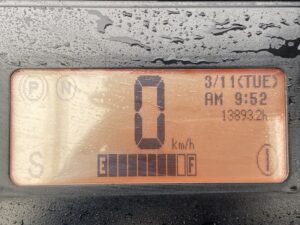 P N
3/11(TUE)
AM 9:52
13893.2h
0
km/h
E F
S